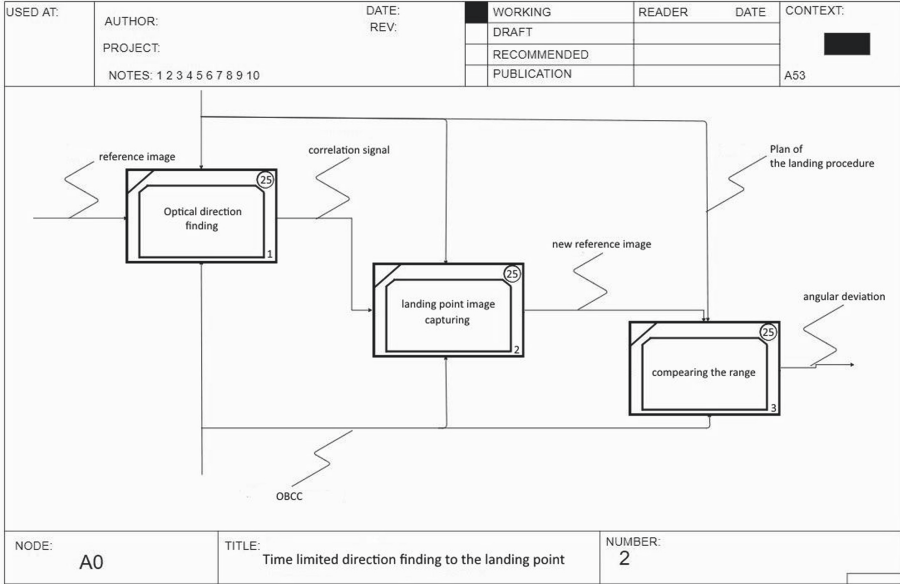 USED AT:
AUTHOR:
DATE:
REV:
PROJECT:
NOTES: 1 2 3 4 5 6 7 8 9 10
WORKING
DRAFT
RECOMMENDED
PUBLICATION
READER DATE
CONTEXT:
A53
reference image
correlation signal
Plan of
the landing procedure
25
Optical direction
finding
1
new reference image
25
landing point image
capturing
2
angular deviation
25
compearing the range
3
OBCC
NODE:
A0
TITLE:
Time limited direction finding to the landing point
NUMBER:
2